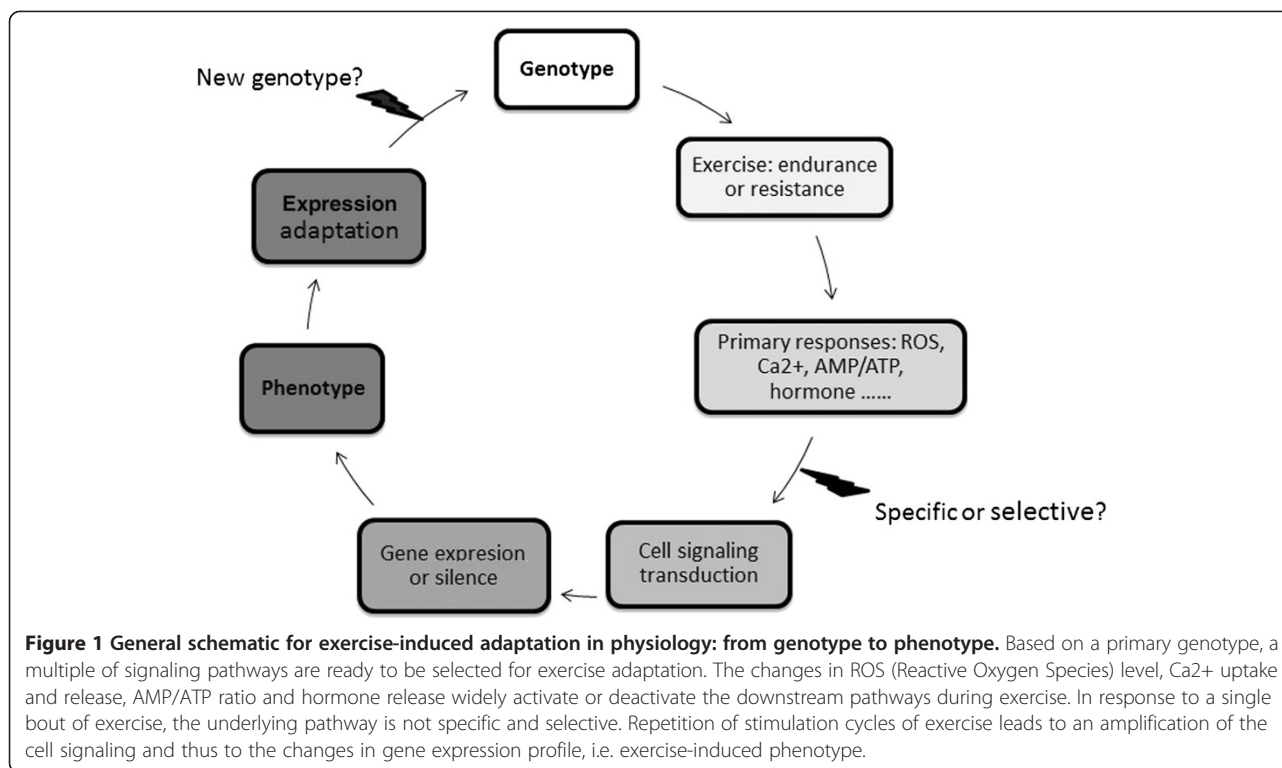 New genotype?
Genotype
Exercise: endurance
or resistance
Primary responses: ROS,
Ca2+, AMP/ATP,
hormone ......
Specific or selective?
Cell signaling
transduction
Gene expresion
or silence
Phenotype
Expression
adaptation
Figure 1 General schematic for exercise-induced adaptation in physiology: from genotype to phenotype. Based on a primary genotype, a
multiple of signaling pathways are ready to be selected for exercise adaptation. The changes in ROS (Reactive Oxygen Species) level, Ca2+ uptake
and release, AMP/ATP ratio and hormone release widely activate or deactivate the downstream pathways during exercise. In response to a single
bout of exercise, the underlying pathway is not specific and selective. Repetition of stimulation cycles of exercise leads to an amplification of the
cell signaling and thus to the changes in gene expression profile, i.e. exercise-induced phenotype.